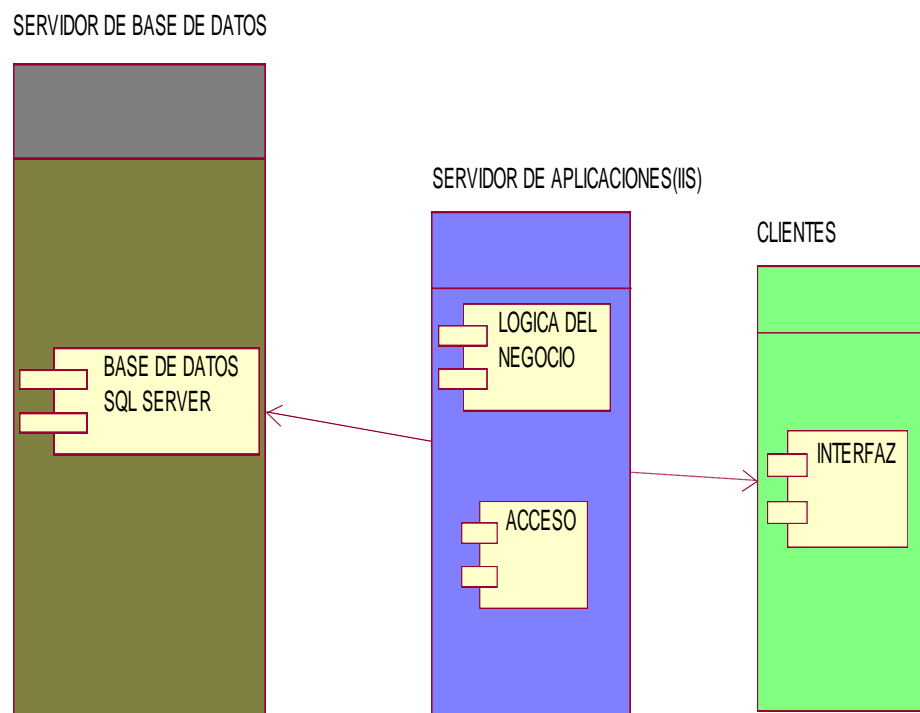 SERVIDOR DE BASE DE DATOS
SERVIDOR DE APLICACIONES(IIS)
CLIENTES
BASE DE DATOS
SQL SERVER
LOGICA DEL
NEGOCIO
ACCESO
INTERFAZ